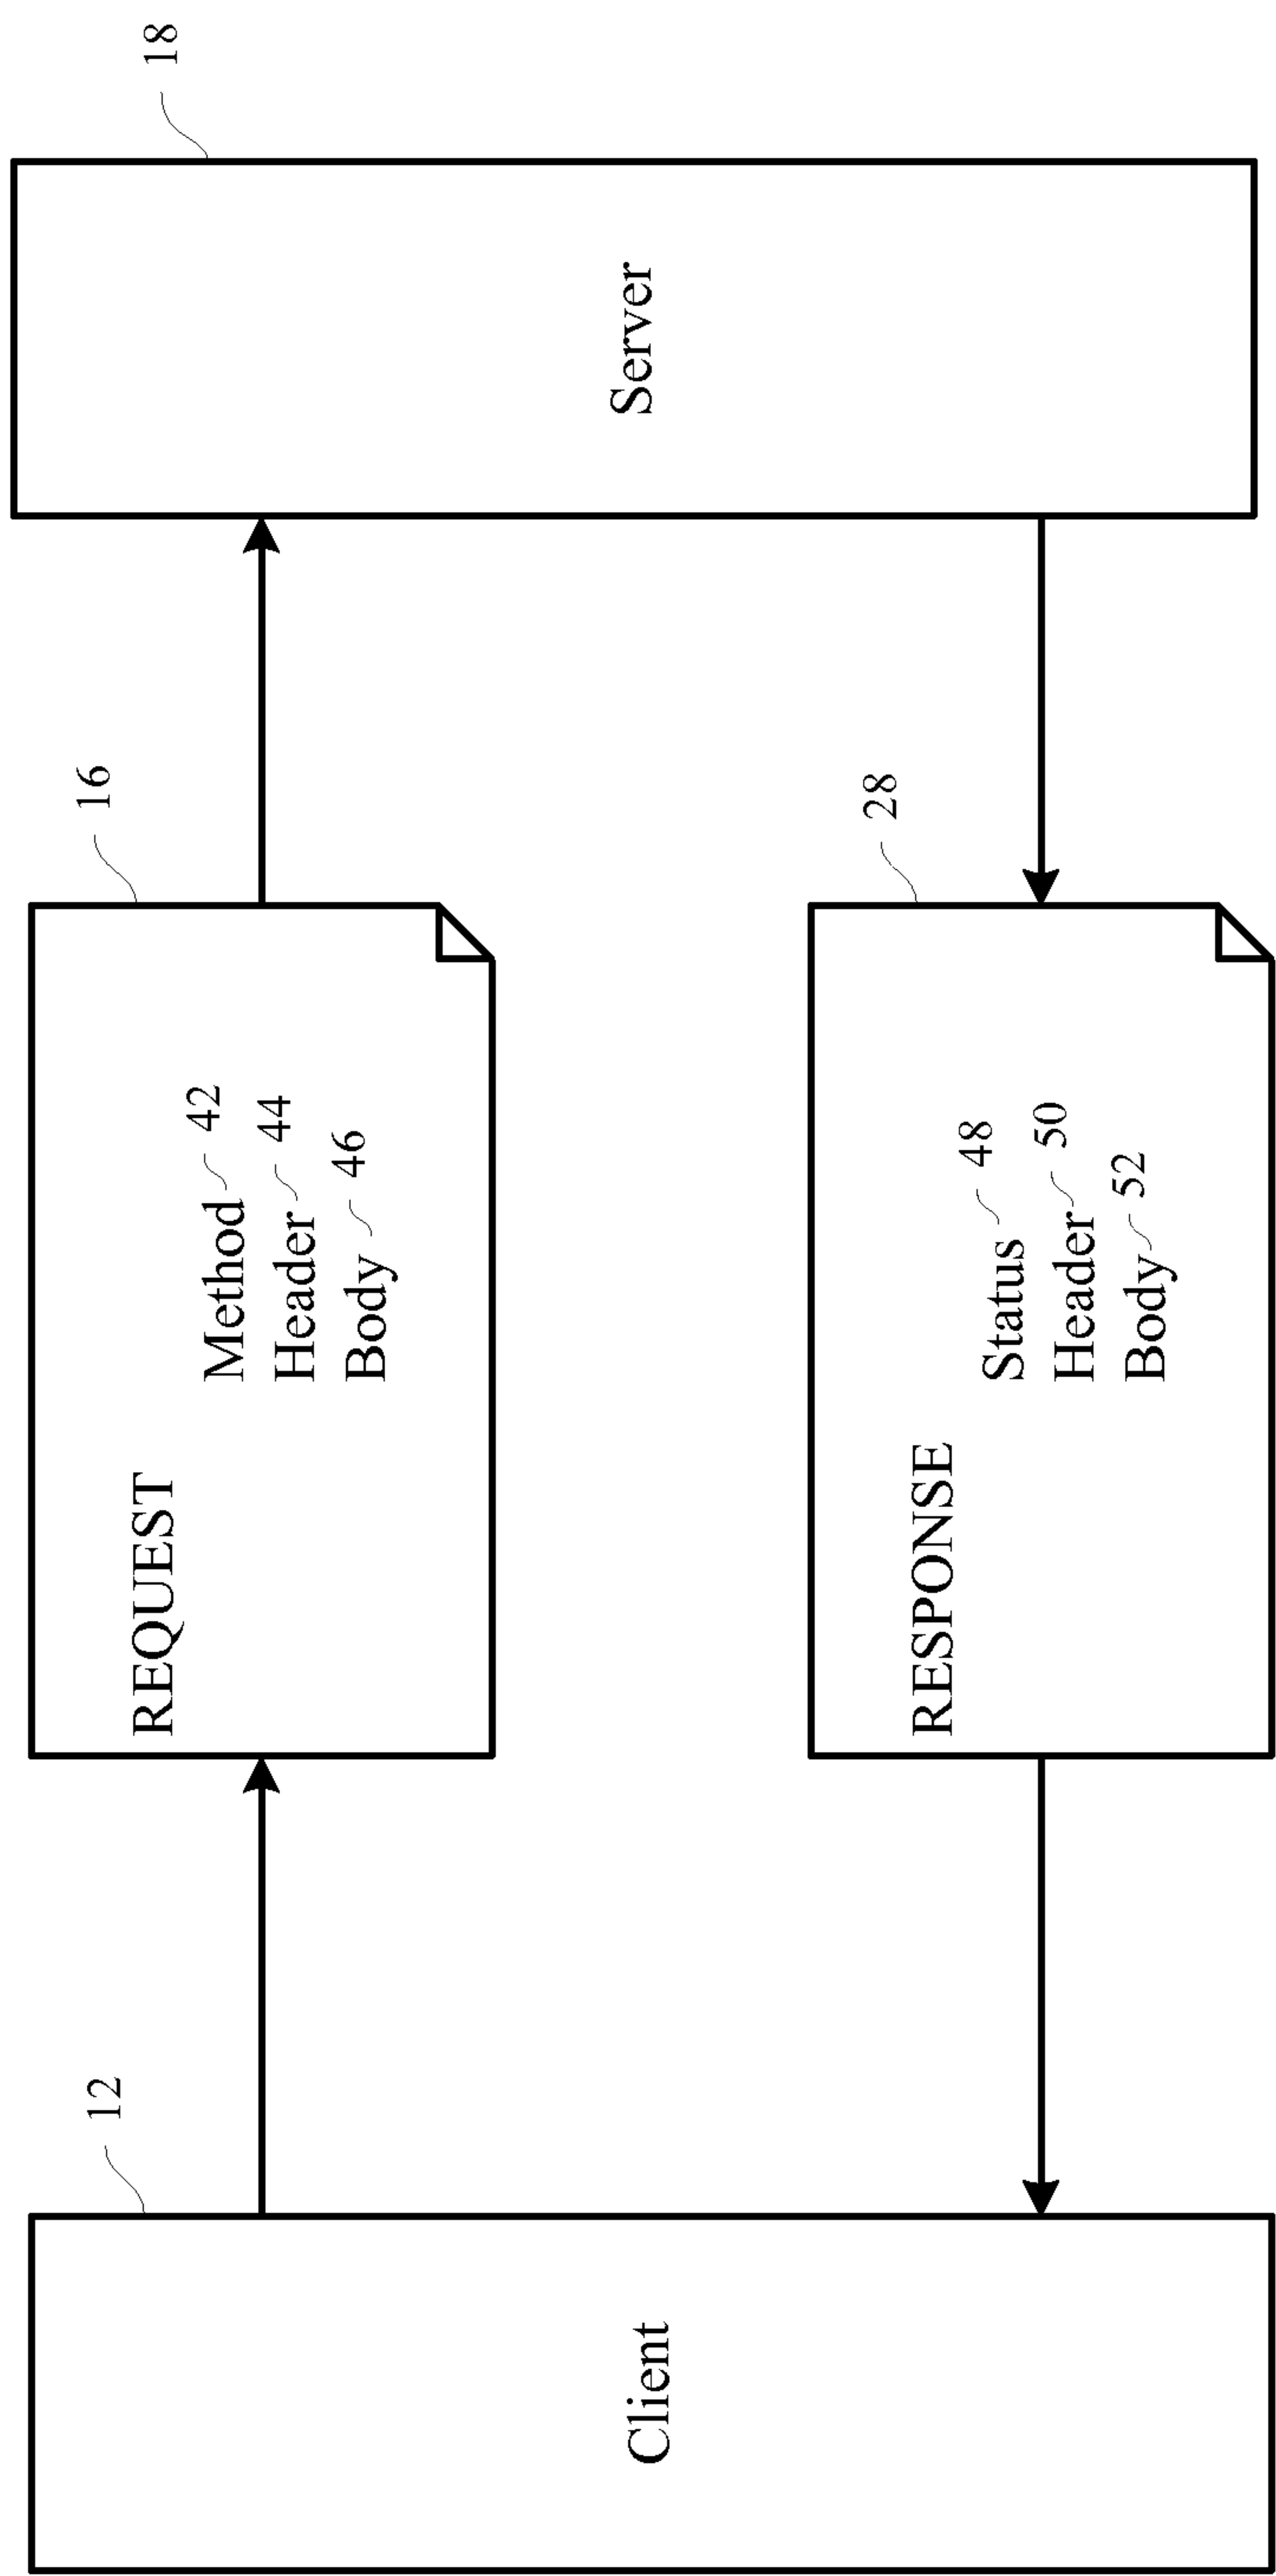 12
16
18
Client
REQUEST
Method 42
Header 44
Body 46
Server
28
RESPONSE
Status 48
Header 50
Body 52